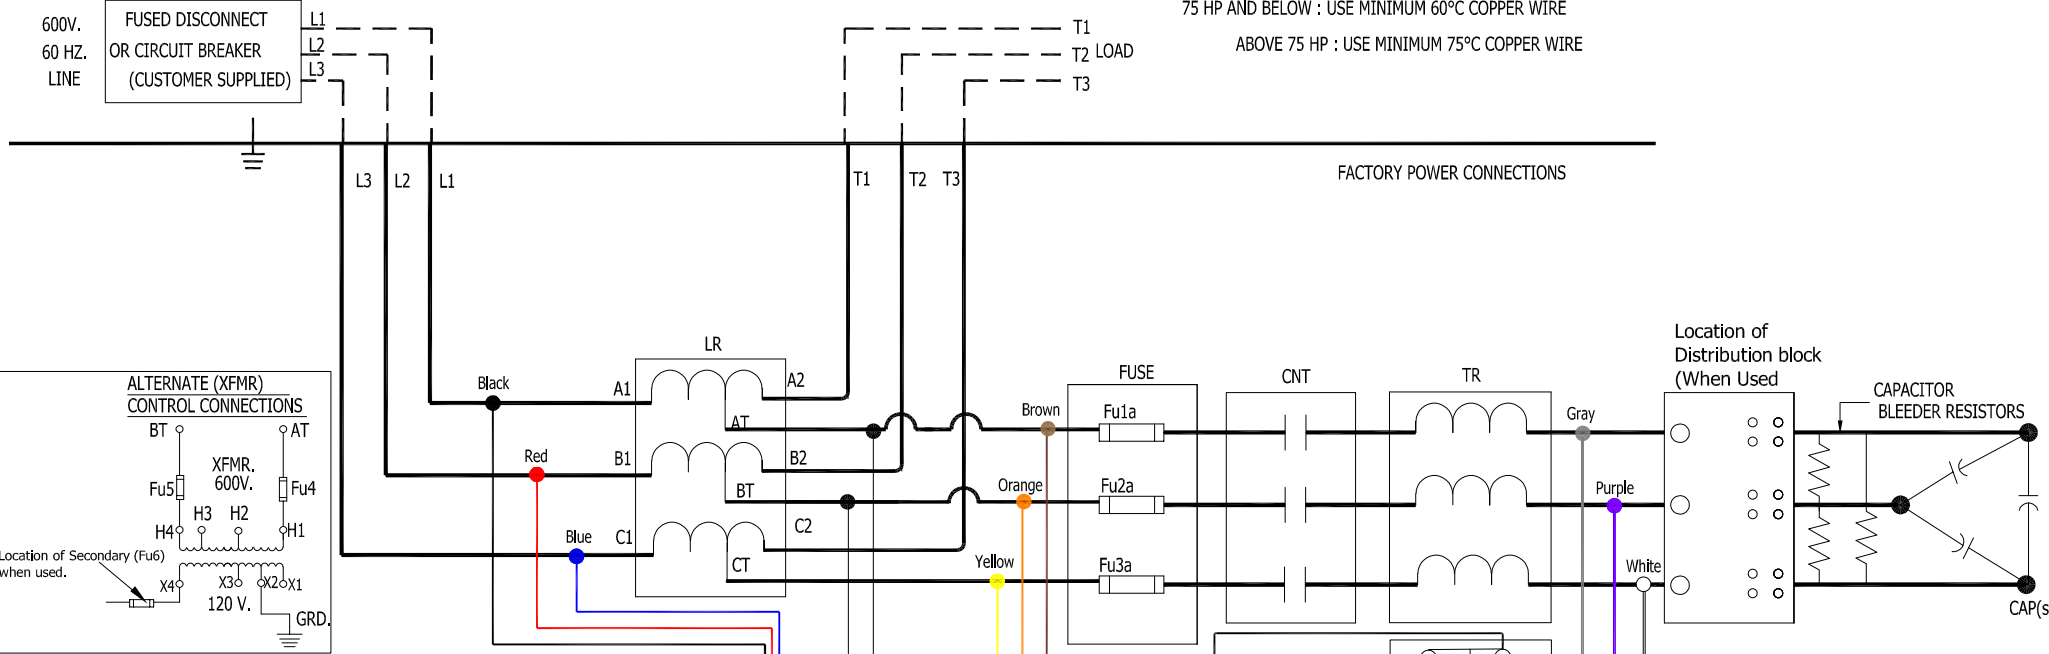 75 HP AND BELOW : USE MINIMUM 60°C COPPER WIRE
ABOVE 75 HP : USE MINIMUM 75°C COPPER WIRE
600V.
60 HZ.
LINE
FUSED DISCONNECT
OR CIRCUIT BREAKER
(CUSTOMER SUPPLIED)
L1
L2
L3
T1
T2 LOAD
T3
FACTORY POWER CONNECTIONS
L3 L2 L1
T1 T2 T3
LR
Black
A1
A2
AT
Red
B1
B2
BT
Blue
C1
C2
CT
Brown
Orange
Yellow
FUSE
Fu1a
Fu2a
Fu3a
CNT
TR
Gray
Purple
White
Location of
Distribution block
(When Used
CAPACITOR
BLEEDER RESISTORS
CAP(s
ALTERNATE (XFMR)
CONTROL CONNECTIONS
BT
AT
XFMR.
600V.
Fu5
Fu4
H4
H3
H2
H1
Location of Secondary (Fu6)
when used.
X4
X3
X2
X1
120 V.
GRD.